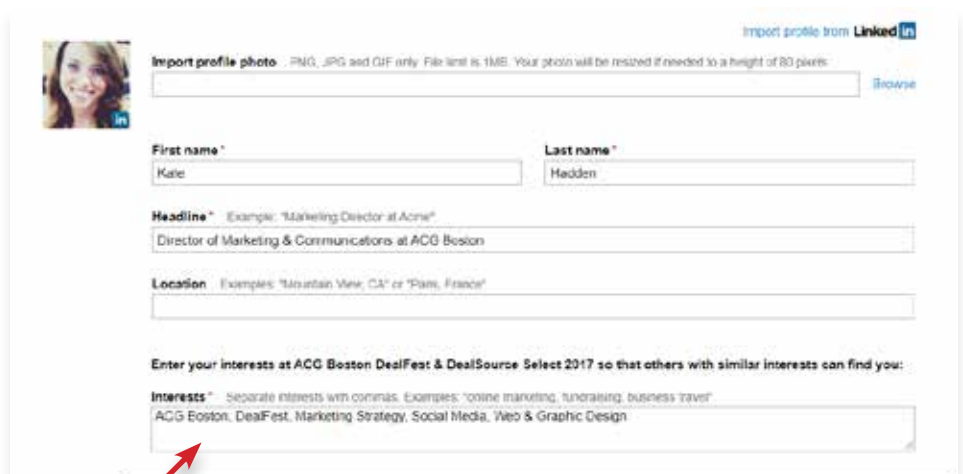 Import profile from Linked in
Import profile photo PNG, JPG and GIF only. File limit is 1MB. Your photo will be resized if needed to a height of 80 pixels
Browse
in
First name * Last name *
Kate Hadden
Headline * Example: "Marketing Director at Acme"
Director of Marketing & Communications at ACG Boston
Location Examples: "Mountain View, CA" or "Paris, France"
Enter your interests at ACG Boston DealFest & DealSource Select 2017 so that others with similar interests can find you:
Interests * Separate interests with commas. Examples: "online marketing, fundraising, business travel"
ACG Boston, DealFest, Marketing Strategy, Social Media, Web & Graphic Design